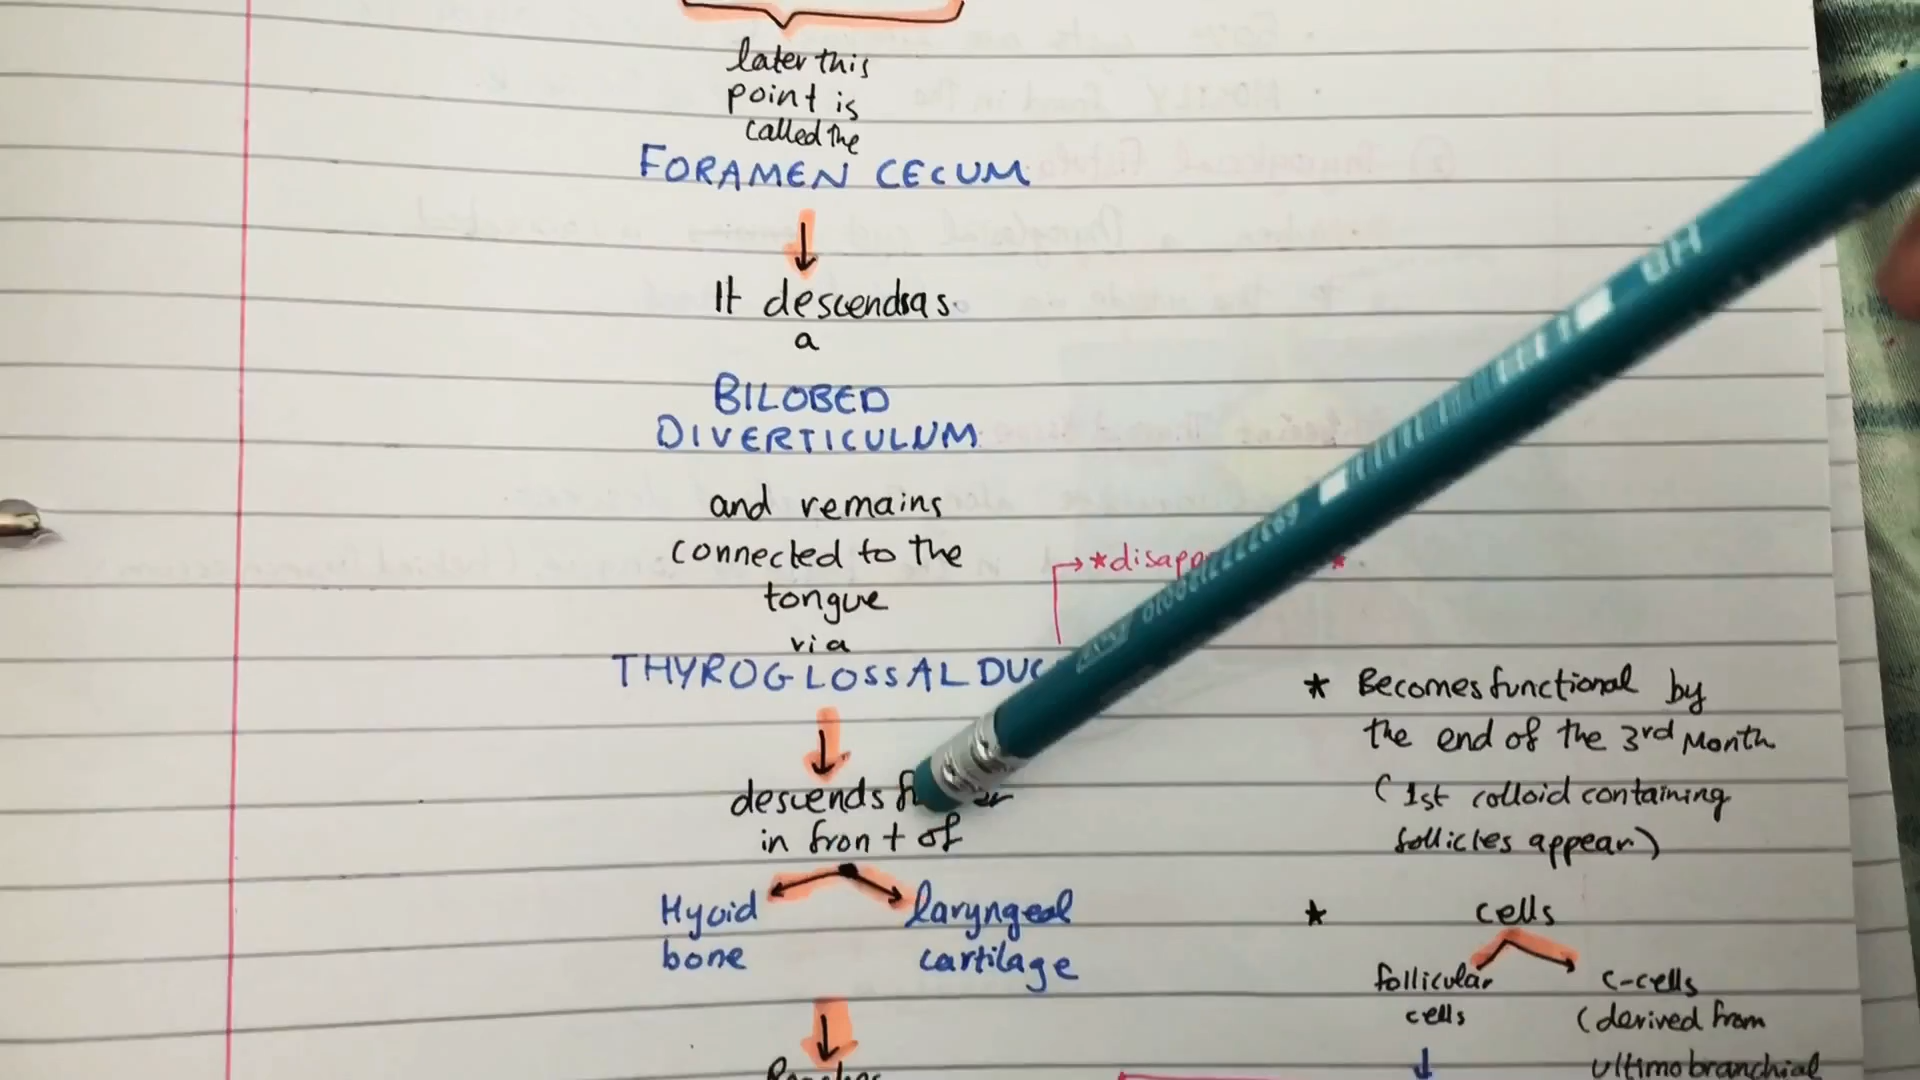 later this
point is
called the
FORAMEN CECUM
It descends as
a
BILOBED
DIVERTICULUM
and remains
connected to the
tongue
via
THYROGLOSSAL
descends
in front of
Hyoid
bone
laryngeal
cartilage
* Becomes functional by
the end of the 3rd Month
(1st colloid containing
follicles appear)
* cells
follicular
cells
C-cells
(derived from
ultimobranchial
HB